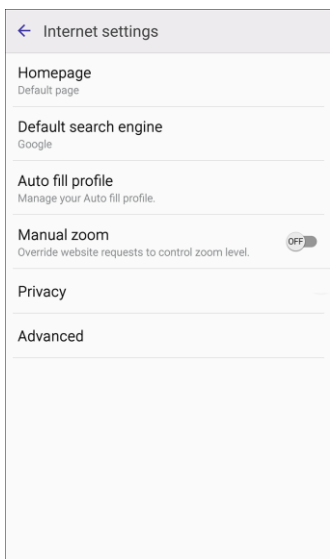 Internet settings
Homepage
Default page
Default search engine
Google
Auto fill profile
Manage your Auto fill profile.
Manual zoom
Override website requests to control zoom level.
OFF
Privacy
Advanced